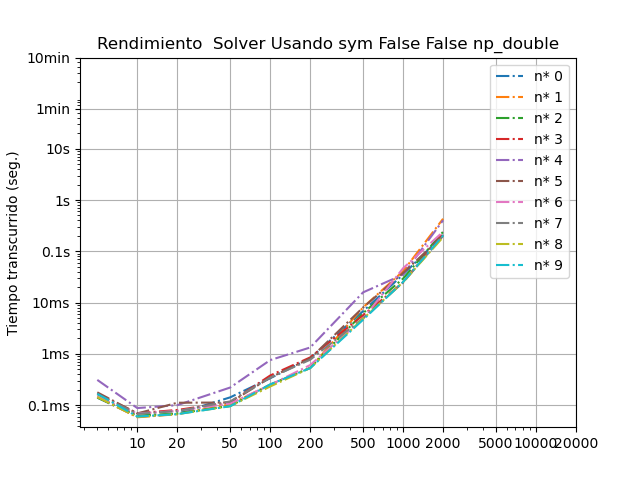 Rendimiento  Solver Usando sym False False np_double
Tiempo transcurrido (seg.)
10min
1min
10s
1s
0.1s
10ms
1ms
0.1ms
n* 0
n* 1
n* 2
n* 3
n* 4
n* 5
n* 6
n* 7
n* 8
n* 9
10 20 50 100 200 500 1000 2000 5000 10000 20000